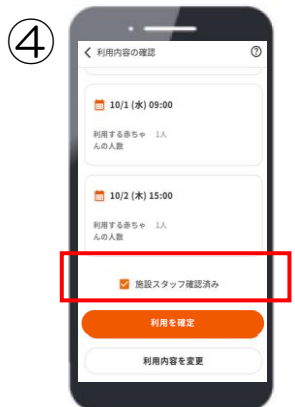 ④
利用内容の確認
10/1 (水) 09:00
利用する赤ちゃ 1人
んの人数
10/2 (木) 15:00
利用する赤ちゃ 1人
んの人数
施設スタッフ確認済み
利用を確定
利用内容を変更